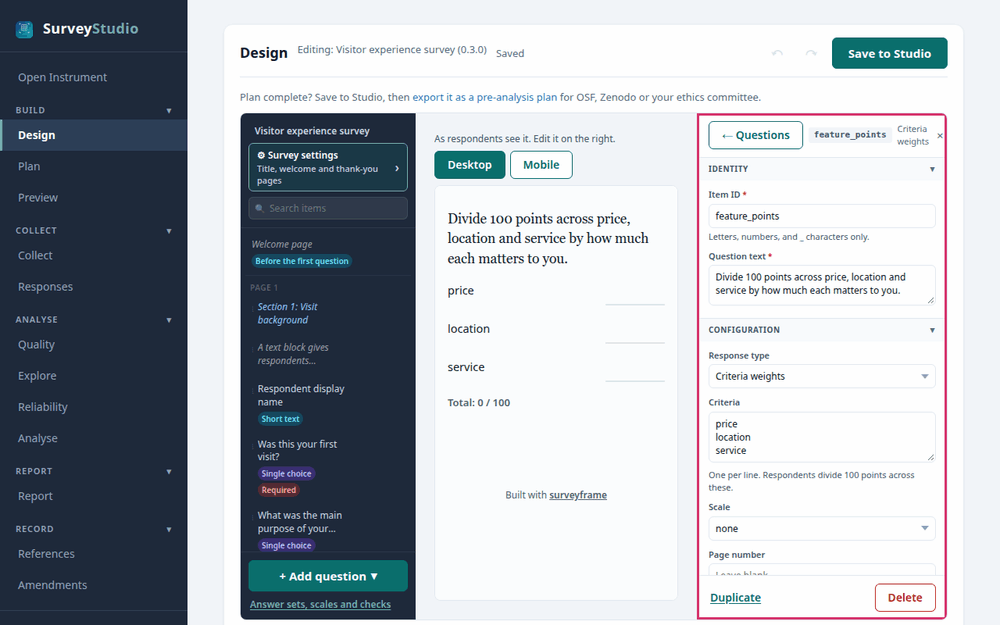 SurveyStudio
Open Instrument
BUILD ▼
Design
Plan
Preview
COLLECT ▼
Collect
Responses
ANALYSE ▼
Quality
Explore
Reliability
Analyse
REPORT ▼
Report
RECORD ▼
References
Amendments
Design
Editing: Visitor experience survey (0.3.0)
Saved
Save to Studio
Plan complete? Save to Studio, then export it as a pre-analysis plan for OSF, Zenodo or your ethics committee.
Visitor experience survey
⚙ Survey settings
Title, welcome and thank-you
pages
›
Search items
Welcome page
Before the first question
PAGE 1
Section 1: Visit
background
A text block gives
respondents...
Respondent display
name
Short text
Was this your first
visit?
Single choice
Required
What was the main
purpose of your...
Single choice
+ Add question ▼
Answer sets, scales and checks
As respondents see it. Edit it on the right.
Desktop
Mobile
Divide 100 points across price,
location and service by how much
each matters to you.
price
location
service
Total: 0 / 100
Built with surveyframe
← Questions
feature_points
Criteria
weights
×
IDENTITY ▼
Item ID *
feature_points
Letters, numbers, and _ characters only.
Question text *
Divide 100 points across price, location and
service by how much each matters to you.
CONFIGURATION ▼
Response type
Criteria weights
Criteria
price
location
service
One per line. Respondents divide 100 points across
these.
Scale
none
Page number
Leave blank
Duplicate
Delete